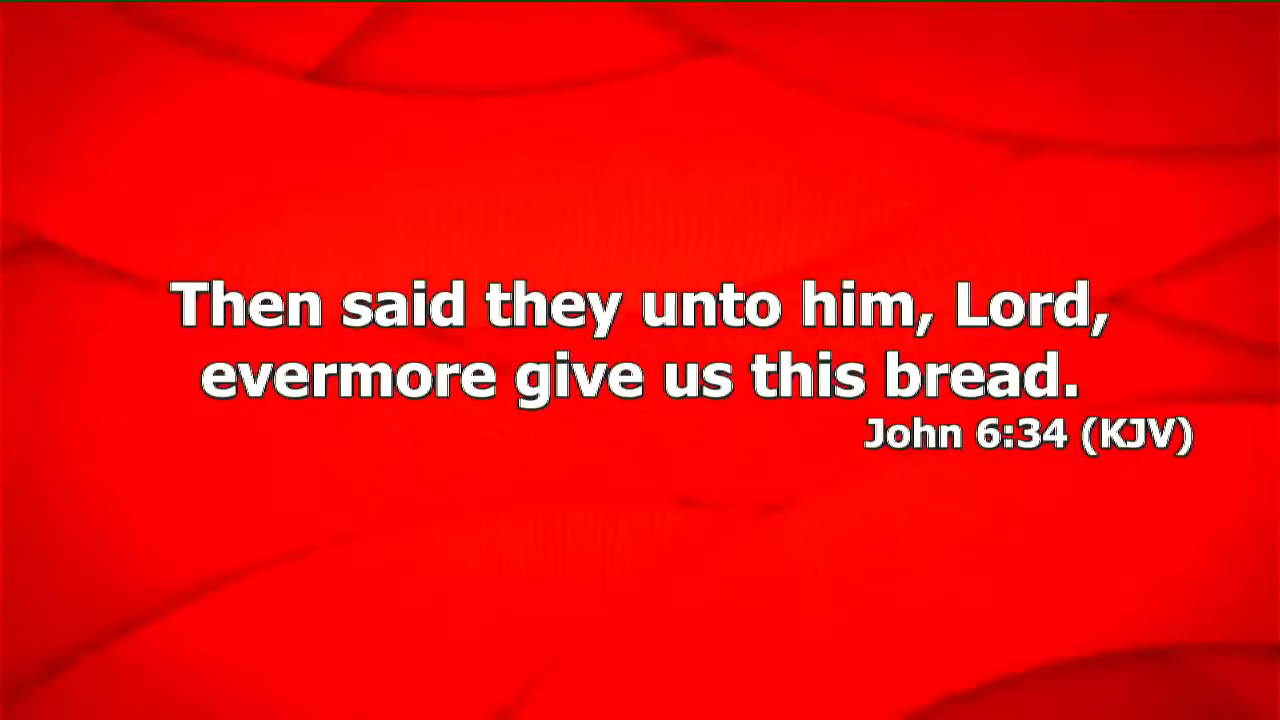 Then said they unto him, Lord,
evermore give us this bread.
John 6:34 (KJV)